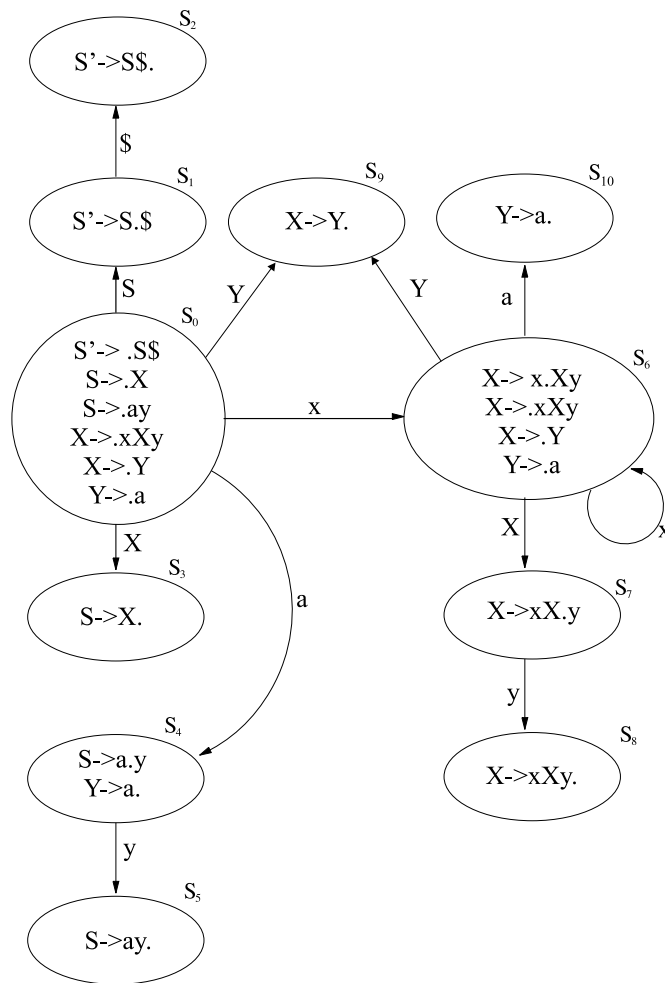 S₂
S’->S$.
$
S₁
S’->S.$
S₉
X->Y.
S₁₀
Y->a.
S
Y
Y
a
S₀
S’-> .S$
S->.X
S->.ay
X->.xXy
X->.Y
Y->.a
x
S₆
X-> x.Xy
X->.xXy
X->.Y
Y->.a
x
X
X
S₃
S->X.
a
S₇
X->xX.y
y
S₄
S->a.y
Y->a.
S₈
X->xXy.
y
S₅
S->ay.